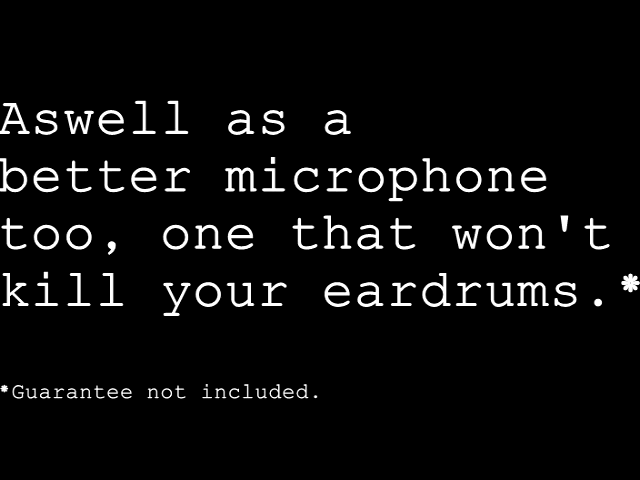 Aswell as a
better microphone
too, one that won't
kill your eardrums.*
*Guarantee not included.